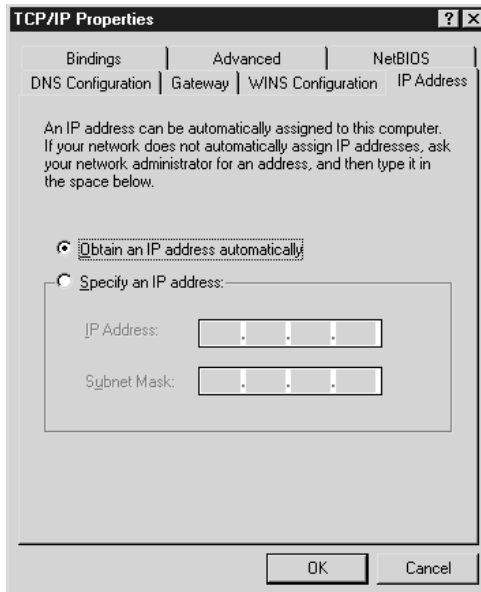 TCP/IP Properties
? X
Bindings Advanced NetBIOS
DNS Configuration Gateway WINS Configuration IP Address
An IP address can be automatically assigned to this computer.
If your network does not automatically assign IP addresses, ask
your network administrator for an address, and then type it in
the space below.
Obtain an IP address automatically
Specify an IP address:
IP Address:
. . .
Subnet Mask:
. . .
OK Cancel